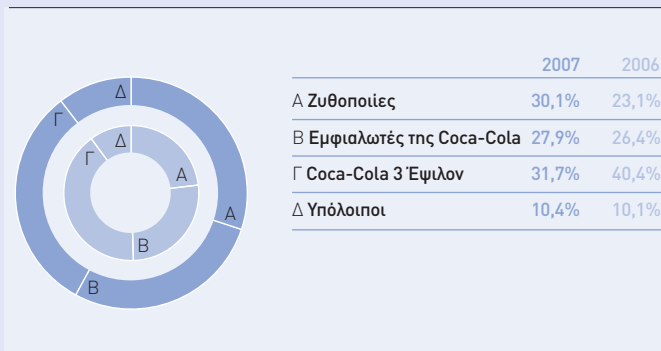 Δ
Γ
Δ
Γ
Α
Α
Β
Β
2007 2006
Α Ζυθοποιίες 30,1% 23,1%
Β Εμφιαλωτές της Coca-Cola 27,9% 26,4%
Γ Coca-Cola 3 Έψιλον 31,7% 40,4%
Δ Υπόλοιποι 10,4% 10,1%